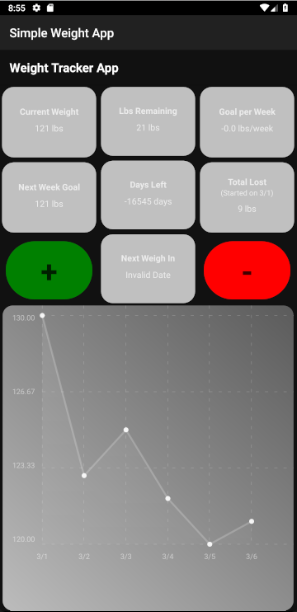 8:55
Simple Weight App
Weight Tracker App
Current Weight
121 lbs
Lbs Remaining
21 lbs
Goal per Week
-0.0 lbs/week
Next Week Goal
121 lbs
Days Left
-16545 days
Total Lost
(Started on 3/1)
9 lbs
+
Next Weigh In
Invalid Date
-
130.00
126.67
123.33
120.00
3/1 3/2 3/3 3/4 3/5 3/6